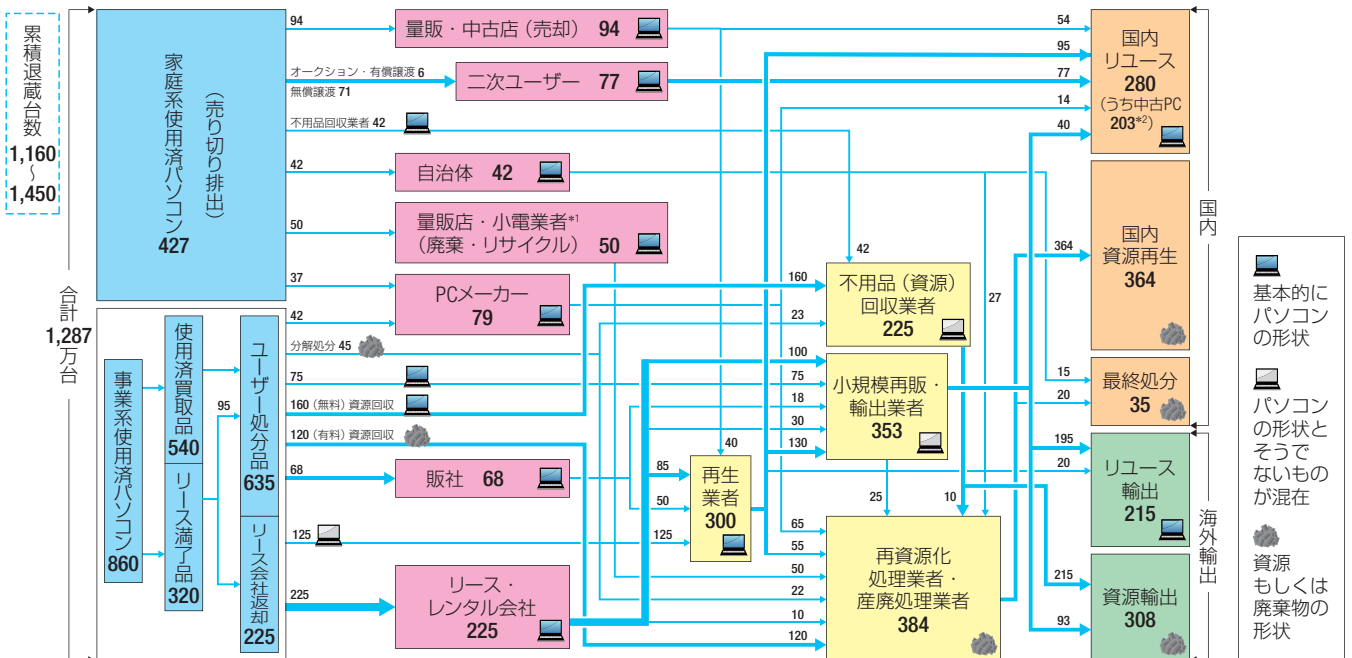 累積退蔵台数
1,160
～
1,450
合計
1,287
万台
家庭系使用済パソコン
（売り切り排出）
427
事業系使用済パソコン
860
使用済買取品
540
リース満了品
320
95
ユーザー処分品
635
リース会社返却
225
94
オークション・有償譲渡 6
無償譲渡 71
不用品回収業者 42
42
50
37
42
分解処分 45
75
160 (無料) 資源回収
120 (有料) 資源回収
68
125
225
量販・中古店（売却） 94
二次ユーザー 77
自治体 42
量販店・小電業者*1
（廃棄・リサイクル） 50
PCメーカー
79
販社 68
リース・
レンタル会社
225
85
50
125
40
再生
業者
300
42
160
23
不用品（資源）
回収業者
225
100
75
18
30
130
小規模再販・
輸出業者
353
25
10
27
65
55
50
22
10
120
再資源化
処理業者・
産廃処理業者
384
54
95
77
14
40
国内
リユース
280
（うち中古PC
203*2）
364
国内
資源再生
364
15
20
最終処分
35
195
20
リユース
輸出
215
215
93
資源輸出
308
国内
海外輸出
基本的に
パソコン
の形状
パソコン
の形状と
そうで
ないもの
が混在
資源
もしくは
廃棄物の
形状